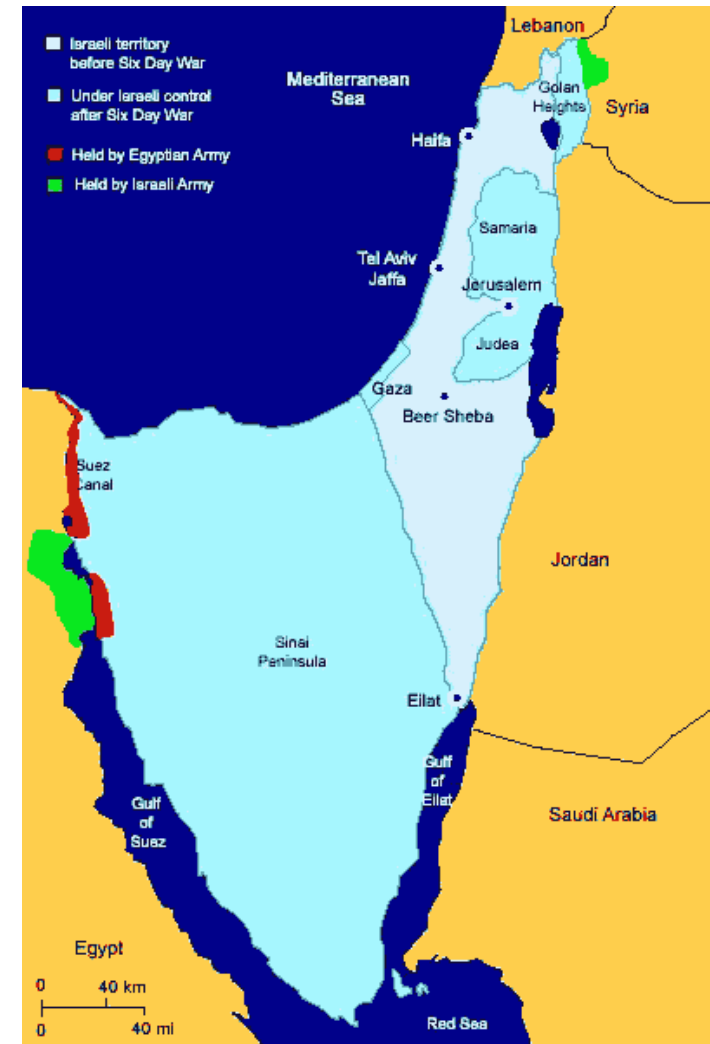 Lebanon
Israeli territory
before Six Day War
Mediterranean
Sea
Under Israeli control
after Six Day War
Golan
Heights
Syria
Haifa
Held by Egyptian Army
Held by Israeli Army
Samaria
Tel Aviv
Jaffa
Jerusalem
Judea
Gaza
Beer Sheba
Suez
Canal
Jordan
Sinai
Peninsula
Eilat
Gulf
of
Eilat
Gulf
of
Suez
Saudi Arabia
Egypt
0 40 km
0 40 mi
Red Sea